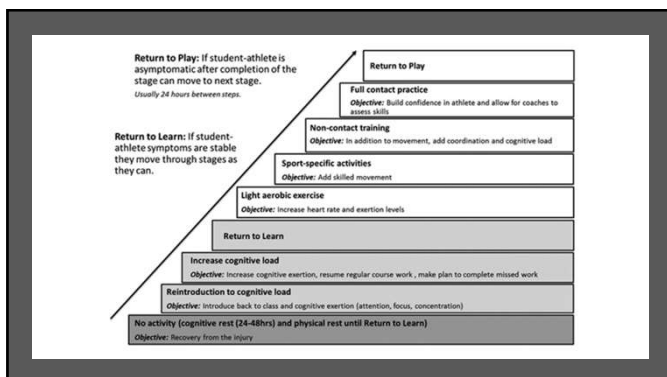 Return to Play: If student-athlete is
asymptomatic after completion of the
stage can move to next stage.
Usually 24 hours between steps.
Return to Learn: If student-
athlete symptoms are stable
they move through stages as
they can.
Return to Play
Full contact practice
Objective: Build confidence in athlete and allow for coaches to
assess skills
Non-contact training
Objective: In addition to movement, add coordination and cognitive load
Sport-specific activities
Objective: Add skilled movement
Light aerobic exercise
Objective: Increase heart rate and exertion levels
Return to Learn
Increase cognitive load
Objective: Increase cognitive exertion, resume regular course work , make plan to complete missed work
Reintroduction to cognitive load
Objective: Introduce back to class and cognitive exertion (attention, focus, concentration)
No activity (cognitive rest (24-48hrs) and physical rest until Return to Learn)
Objective: Recovery from the injury